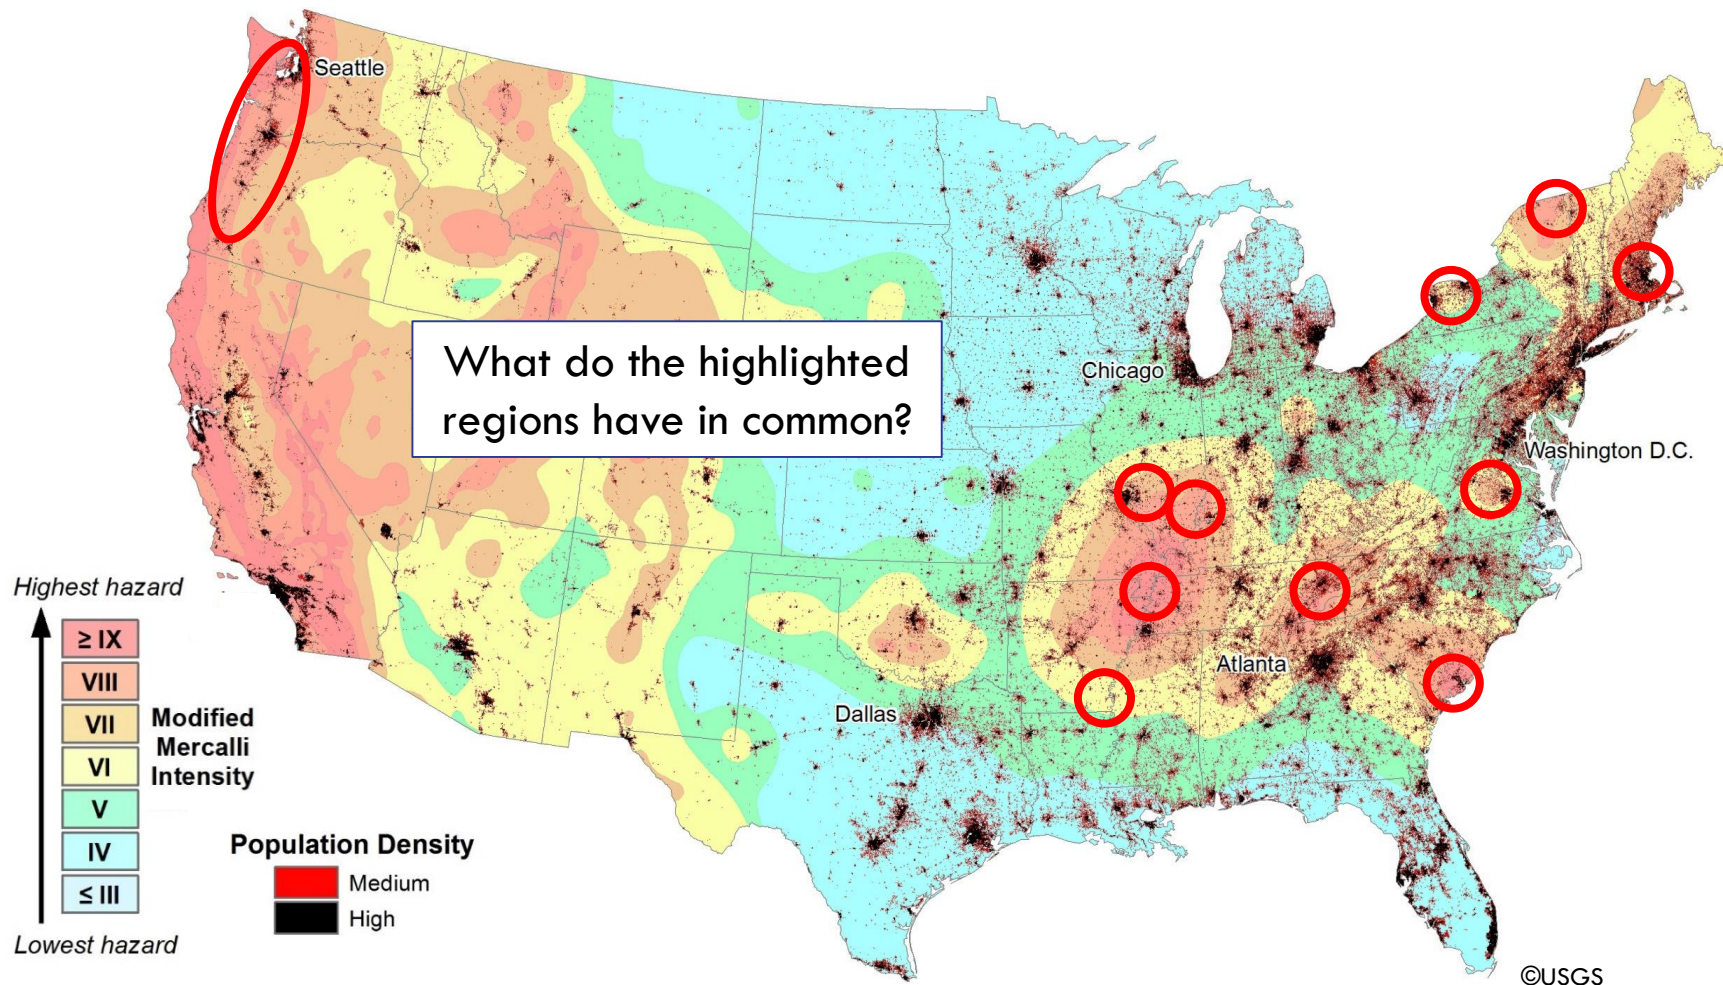 Seattle
What do the highlighted
regions have in common?
Chicago
Washington D.C.
Atlanta
Dallas
Highest hazard
≥ IX
VIII
VII
VI
V
IV
≤ III
Modified
Mercalli
Intensity
Lowest hazard
Population Density
Medium
High
©USGS